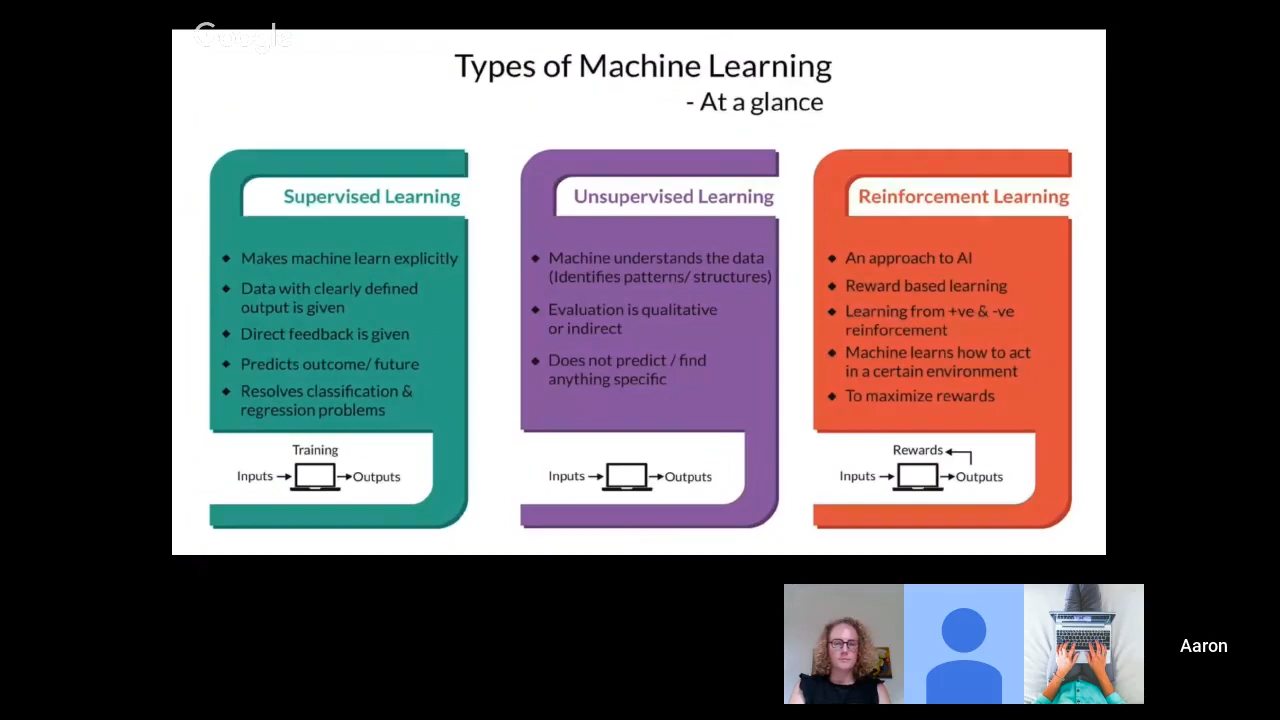 Google
Types of Machine Learning
- At a glance
Supervised Learning
Makes machine learn explicitly
Data with clearly defined
output is given
Direct feedback is given
Predicts outcome/ future
Resolves classification &
regression problems
Training
Inputs
Outputs
Unsupervised Learning
Machine understands the data
(Identifies patterns/ structures)
Evaluation is qualitative
or indirect
Does not predict / find
anything specific
Inputs
Outputs
Reinforcement Learning
An approach to AI
Reward based learning
Learning from +ve & -ve
reinforcement
Machine learns how to act
in a certain environment
To maximize rewards
Rewards
Inputs
Outputs
Aaron